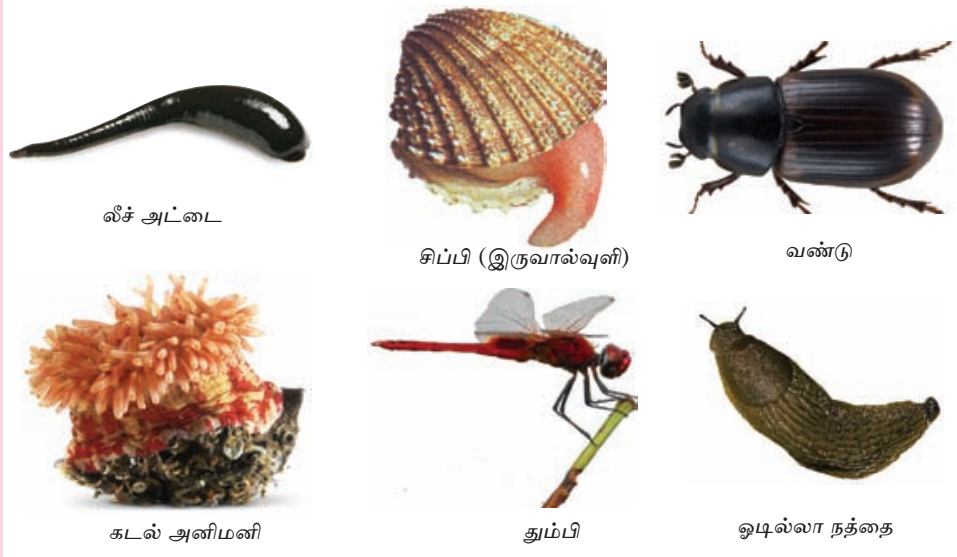 லீச் அட்டை
சிப்பி (இருவால்வுளி)
வண்டு
கடல் அனிமனி
தும்பி
ஓடில்லா நத்தை